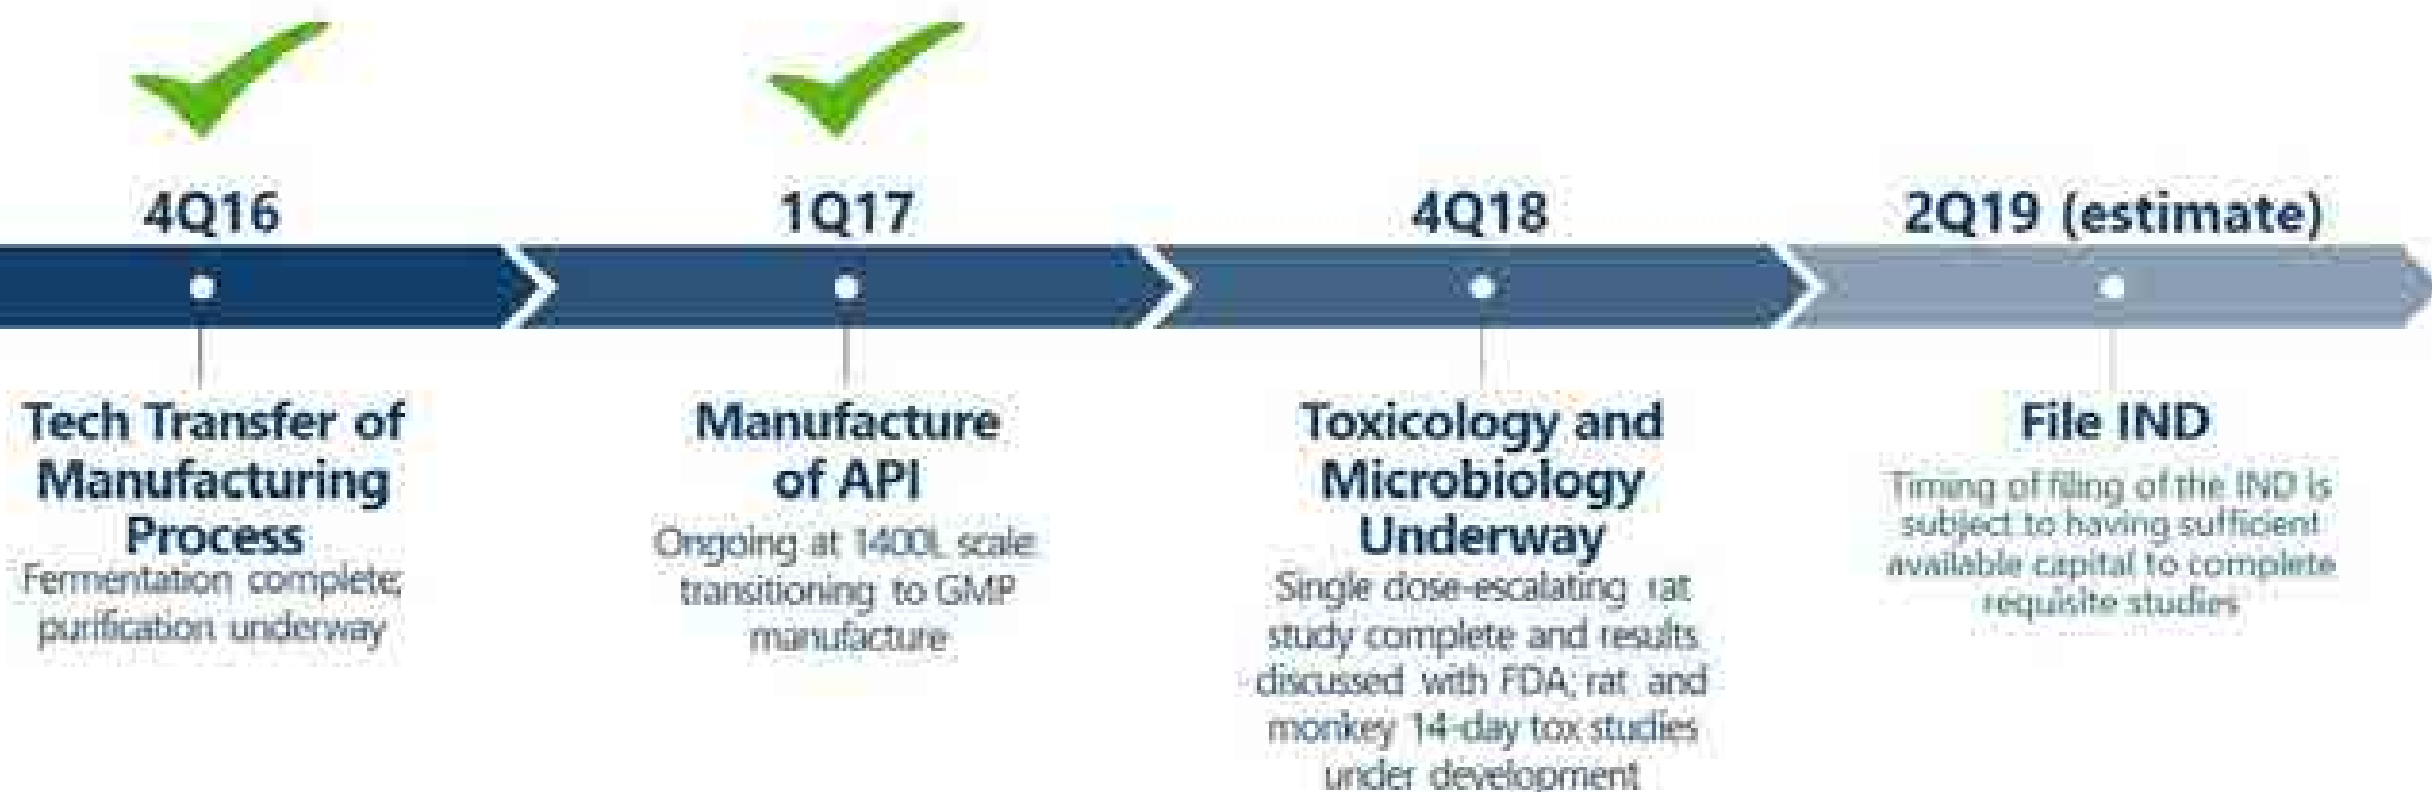 4Q16
Tech Transfer of
Manufacturing
Process
Fermentation complete;
purification underway
1Q17
Manufacture
of API
Ongoing at 1400L scale:
transitioning to GMP
manufacture
4Q18
Toxicology and
Microbiology
Underway
Single dose-escalating rat
study complete and results
discussed with FDA; rat and
monkey 14-day tox studies
under development
2Q19 (estimate)
File IND
Timing of filing of the IND is
subject to having sufficient
available capital to complete
requisite studies